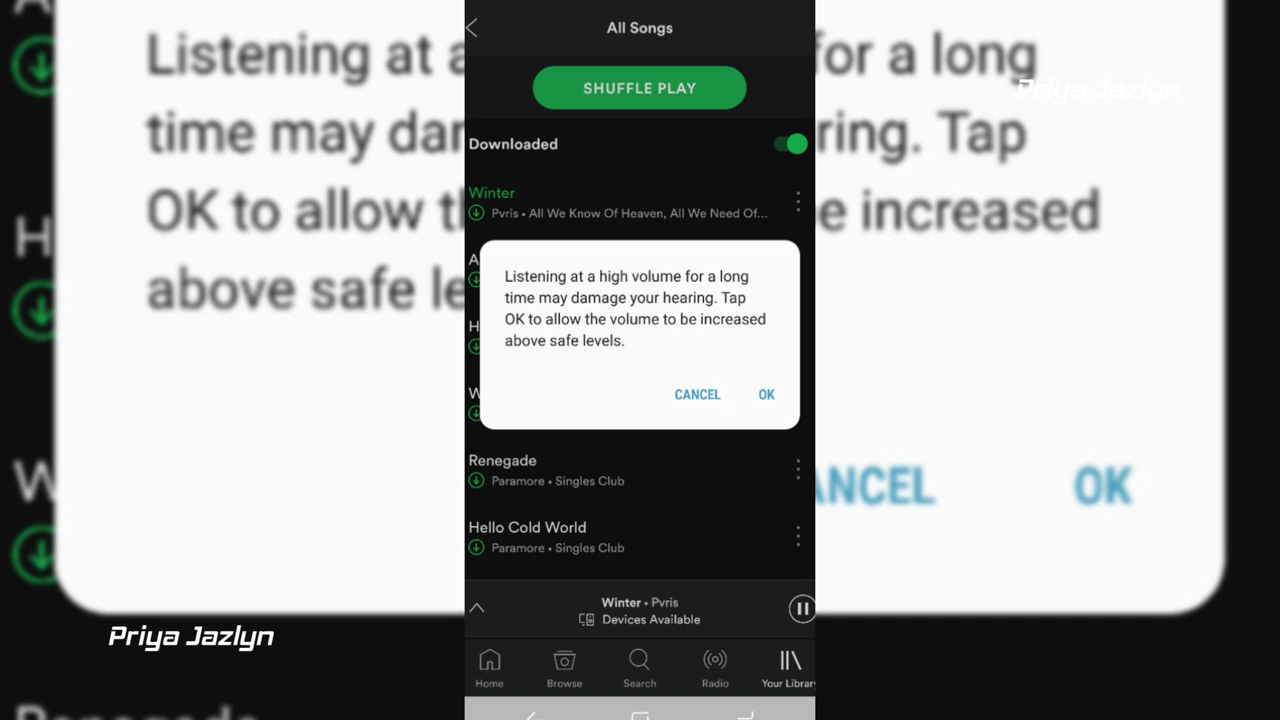 All Songs
SHUFFLE PLAY
Downloaded
Winter
Pvris • All We Know Of Heaven, All We Need Of...
A
H
W
Listening at a high volume for a long
time may damage your hearing. Tap
OK to allow the volume to be increased
above safe levels.
CANCEL OK
Renegade
Paramore • Singles Club
Hello Cold World
Paramore • Singles Club
Winter • Pvris
Devices Available
Home Browse Search Radio Your Library
Listening at a
for a long
time may dam
ring. Tap
OK to allow th
e increased
above safe le
ANCEL OK
H
W
Renegade
Priya Jazlyn
Priya Jazlyn